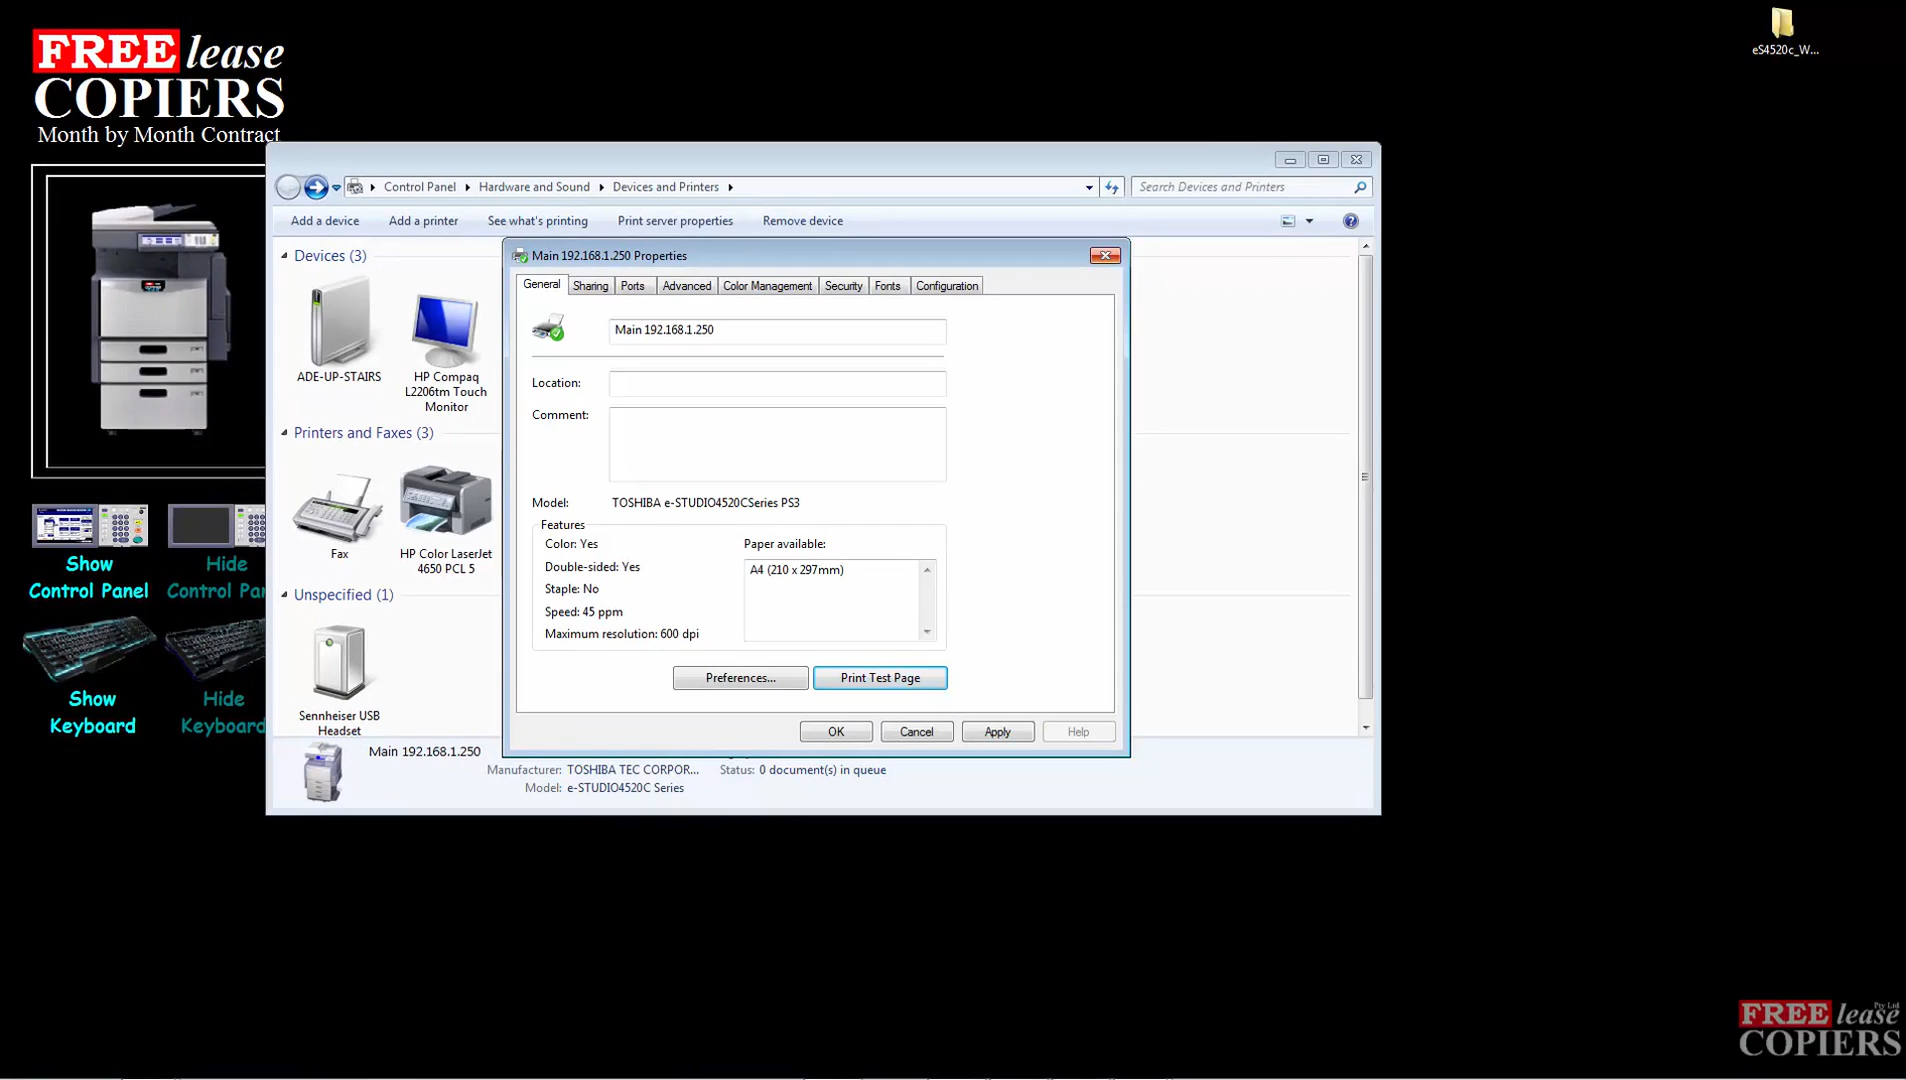 FREE lease
COPIERS
Month by Month Contract
eS4520c_W...
Control Panel Hardware and Sound Devices and Printers
Search Devices and Printers
Add a device Add a printer See what's printing Print server properties Remove device
Devices (3)
ADE-UP-STAIRS
HP Compaq
L2206tm Touch
Monitor
Printers and Faxes (3)
Fax
HP Color LaserJet
4650 PCL 5
Unspecified (1)
Sennheiser USB
Headset
Main 192.168.1.250 Properties
General Sharing Ports Advanced Color Management Security Fonts Configuration
Main 192.168.1.250
Location:
Comment:
Model: TOSHIBA e-STUDIO4520CSeries PS3
Features
Color: Yes
Double-sided: Yes
Staple: No
Speed: 45 ppm
Maximum resolution: 600 dpi
Paper available:
A4 (210 x 297mm)
Preferences... Print Test Page
OK Cancel Apply Help
Main 192.168.1.250
Manufacturer: TOSHIBA TEC CORPOR... Status: 0 document(s) in queue
Model: e-STUDIO4520C Series
Show
Control Panel
Hide
Control Par
Show
Keyboard
Hide
Keyboard
Pty Ltd
FREE lease
COPIERS